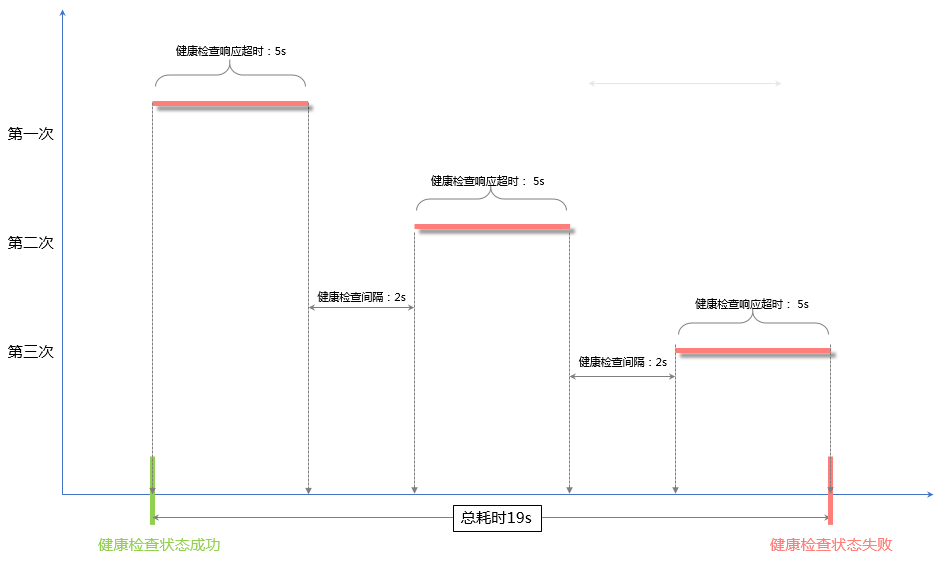 健康检查响应超时：5s
第一次
健康检查响应超时： 5s
第二次
健康检查间隔：2s
健康检查响应超时： 5s
第三次
健康检查间隔：2s
总耗时19s
健康检查状态成功
健康检查状态失败